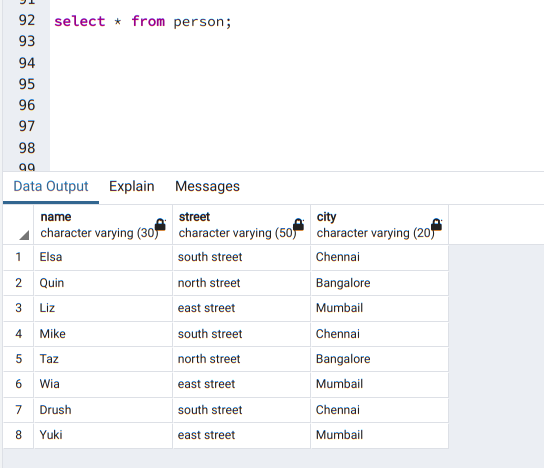 91
92 select * from person;
93
94
95
96
97
98
99
Data Output Explain Messages
name street city
character varying (30) character varying (50) character varying (20)
1 Elsa south street Chennai
2 Quin north street Bangalore
3 Liz east street Mumbail
4 Mike south street Chennai
5 Taz north street Bangalore
6 Wia east street Mumbail
7 Drush south street Chennai
8 Yuki east street Mumbail